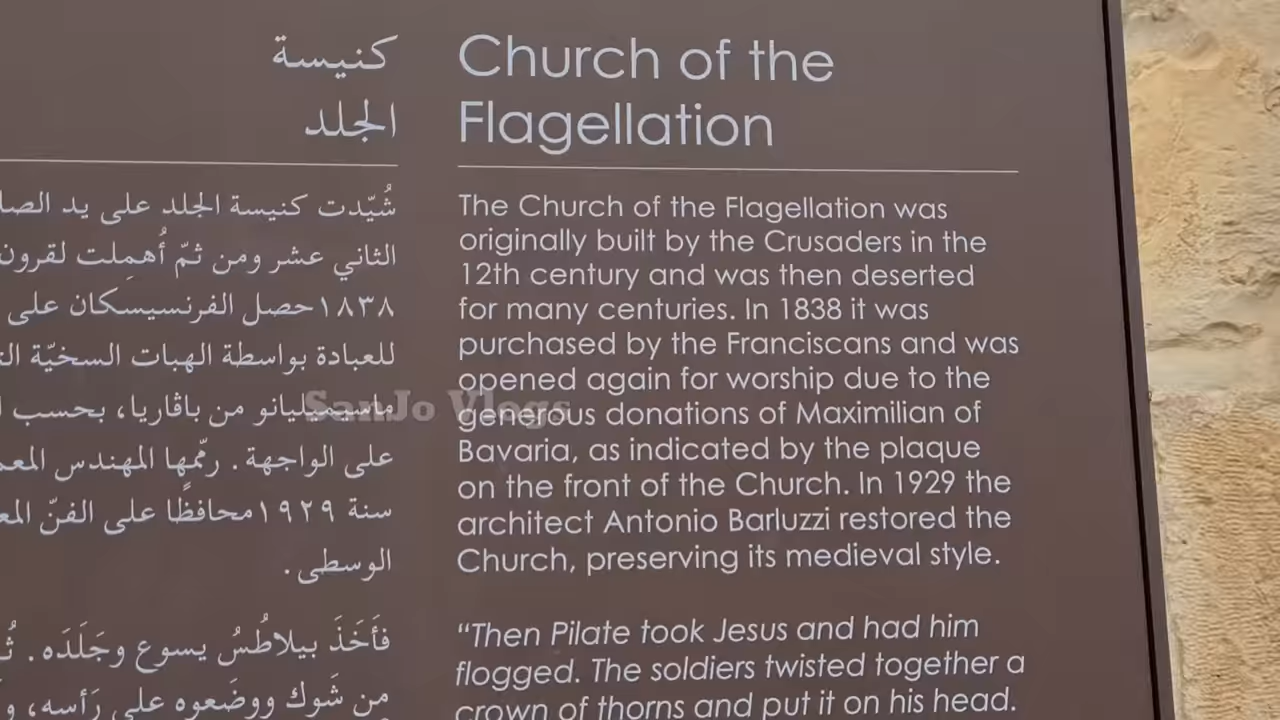 كنيسة
الجلد
شُيّدت كنيسة الجلد على يد
الثاني عشر ومن ثمّ أُهمِلت لقرون
١٨٣٨حصل الفرنسيسكان على
للعبادة بواسطة الهبات السخيّة
ماسيميليانو من باڤاريا، بحسب
على الواجهة. رمّمها المهندس
سنة ١٩٢٩محافظًا على الفنّ
الوسطى.
فأَخَذَ بيلاطُسُ يسوع وجَلَدَه.
من شَوك ووضَعوه على رَأسه،
Church of the
Flagellation
The Church of the Flagellation was
originally built by the Crusaders in the
12th century and was then deserted
for many centuries. In 1838 it was
purchased by the Franciscans and was
opened again for worship due to the
generous donations of Maximilian of
Bavaria, as indicated by the plaque
on the front of the Church. In 1929 the
architect Antonio Barluzzi restored the
Church, preserving its medieval style.
“Then Pilate took Jesus and had him
flogged. The soldiers twisted together a
crown of thorns and put it on his head.
SanJo Vlogs